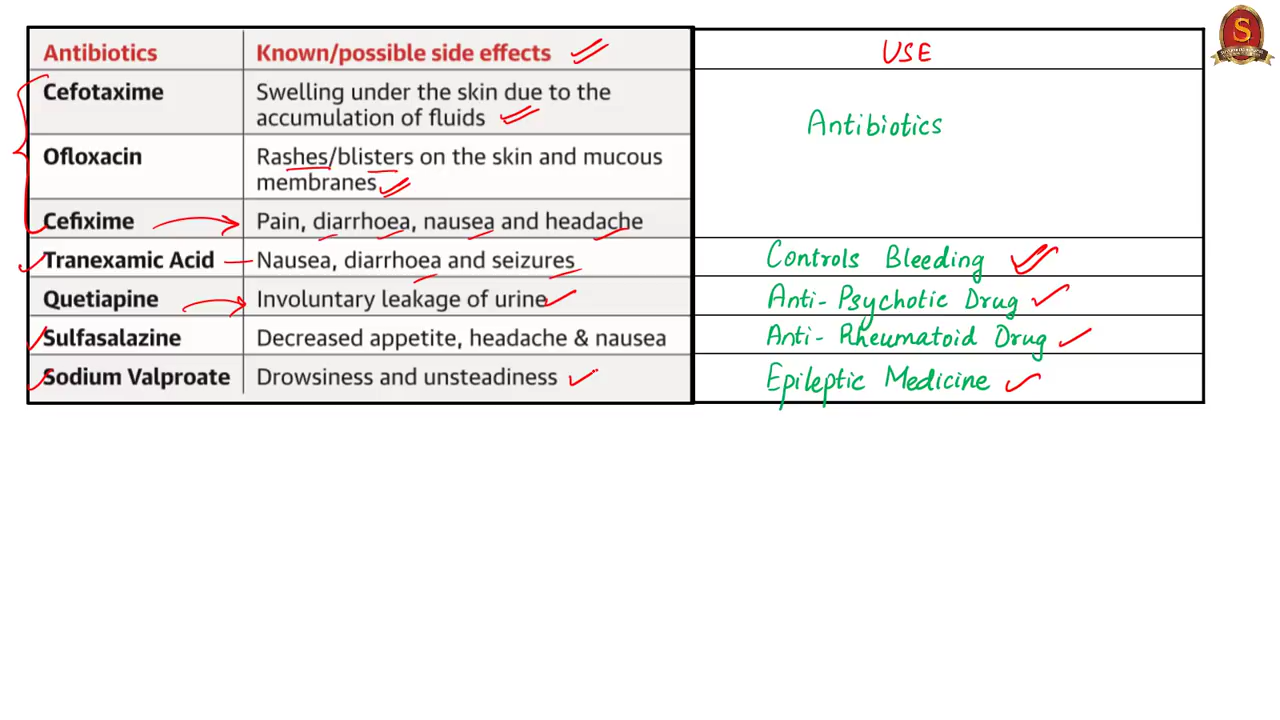 Antibiotics Known/possible side effects USE
Cefotaxime Swelling under the skin due to the
accumulation of fluids
Antibiotics
Ofloxacin Rashes/blisters on the skin and mucous
membranes
Cefixime Pain, diarrhoea, nausea and headache
Tranexamic Acid Nausea, diarrhoea and seizures Controls Bleeding
Quetiapine Involuntary leakage of urine Anti-Psychotic Drug
Sulfasalazine Decreased appetite, headache & nausea Anti-Rheumatoid Drug
Sodium Valproate Drowsiness and unsteadiness Epileptic Medicine
S